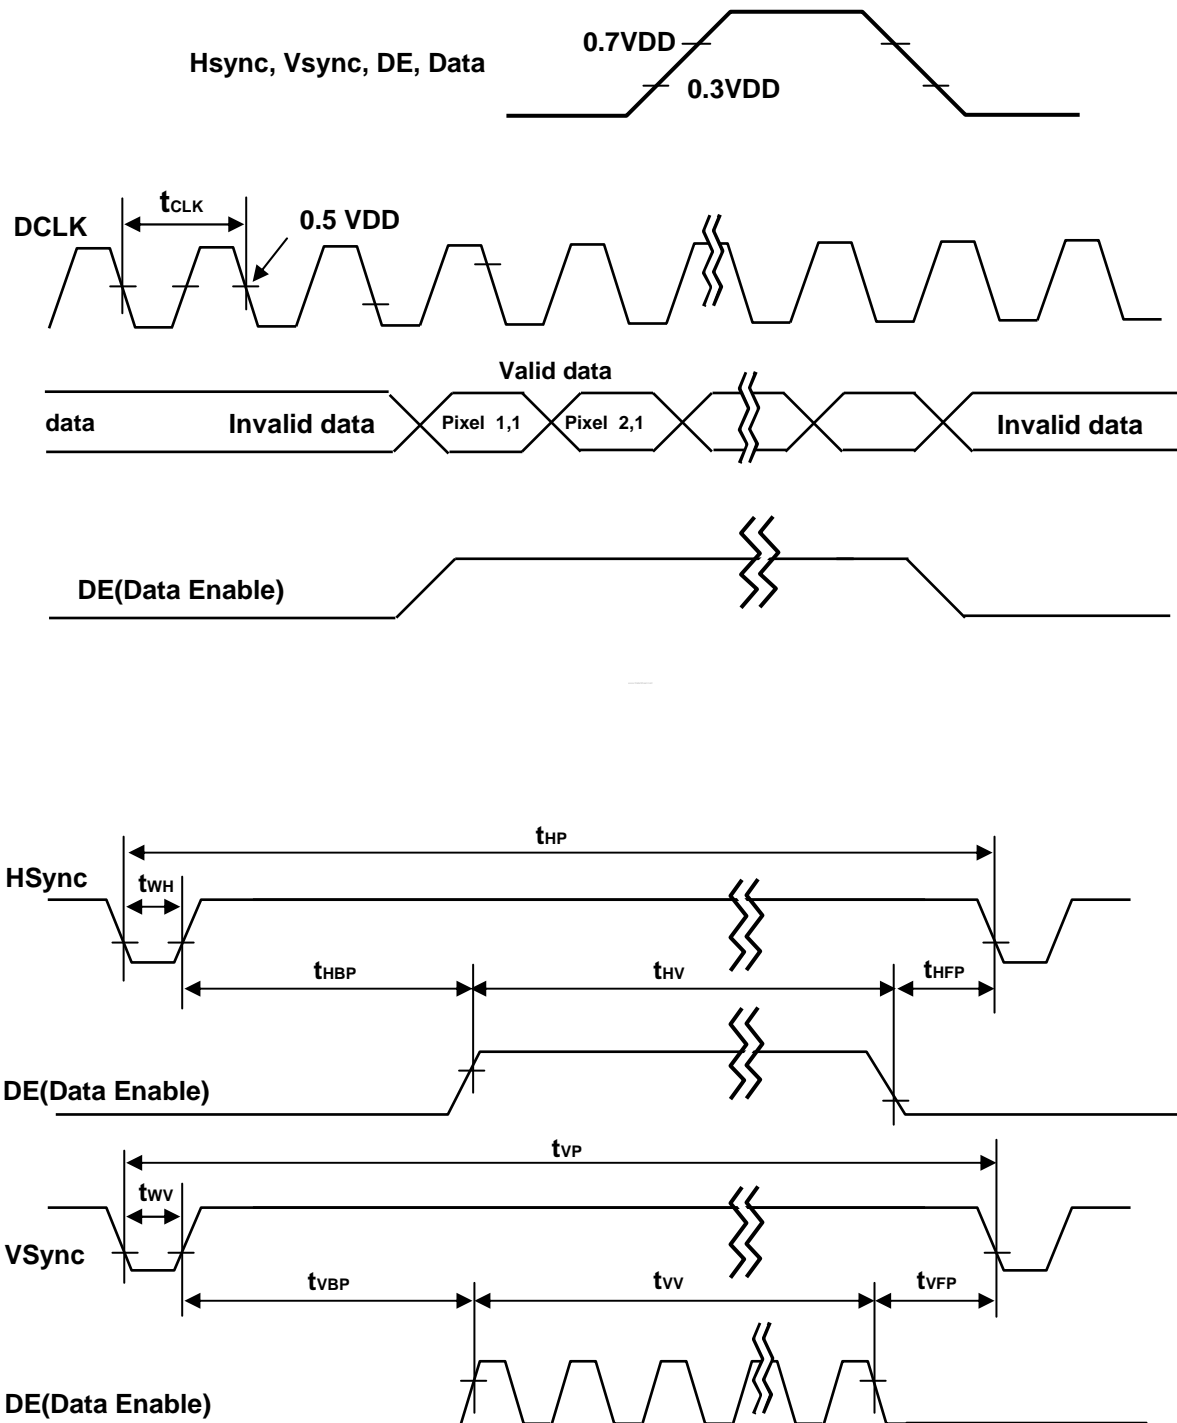 0.7VDD
Hsync, Vsync, DE, Data
0.3VDD
tCLK
DCLK
0.5 VDD
Valid data
data
Invalid data
Pixel 1,1
Pixel 2,1
Invalid data
DE(Data Enable)
tHP
HSync
tWH
tHBP
tHV
tHFP
DE(Data Enable)
tVP
tWV
VSync
tVBP
tVV
tVFP
DE(Data Enable)